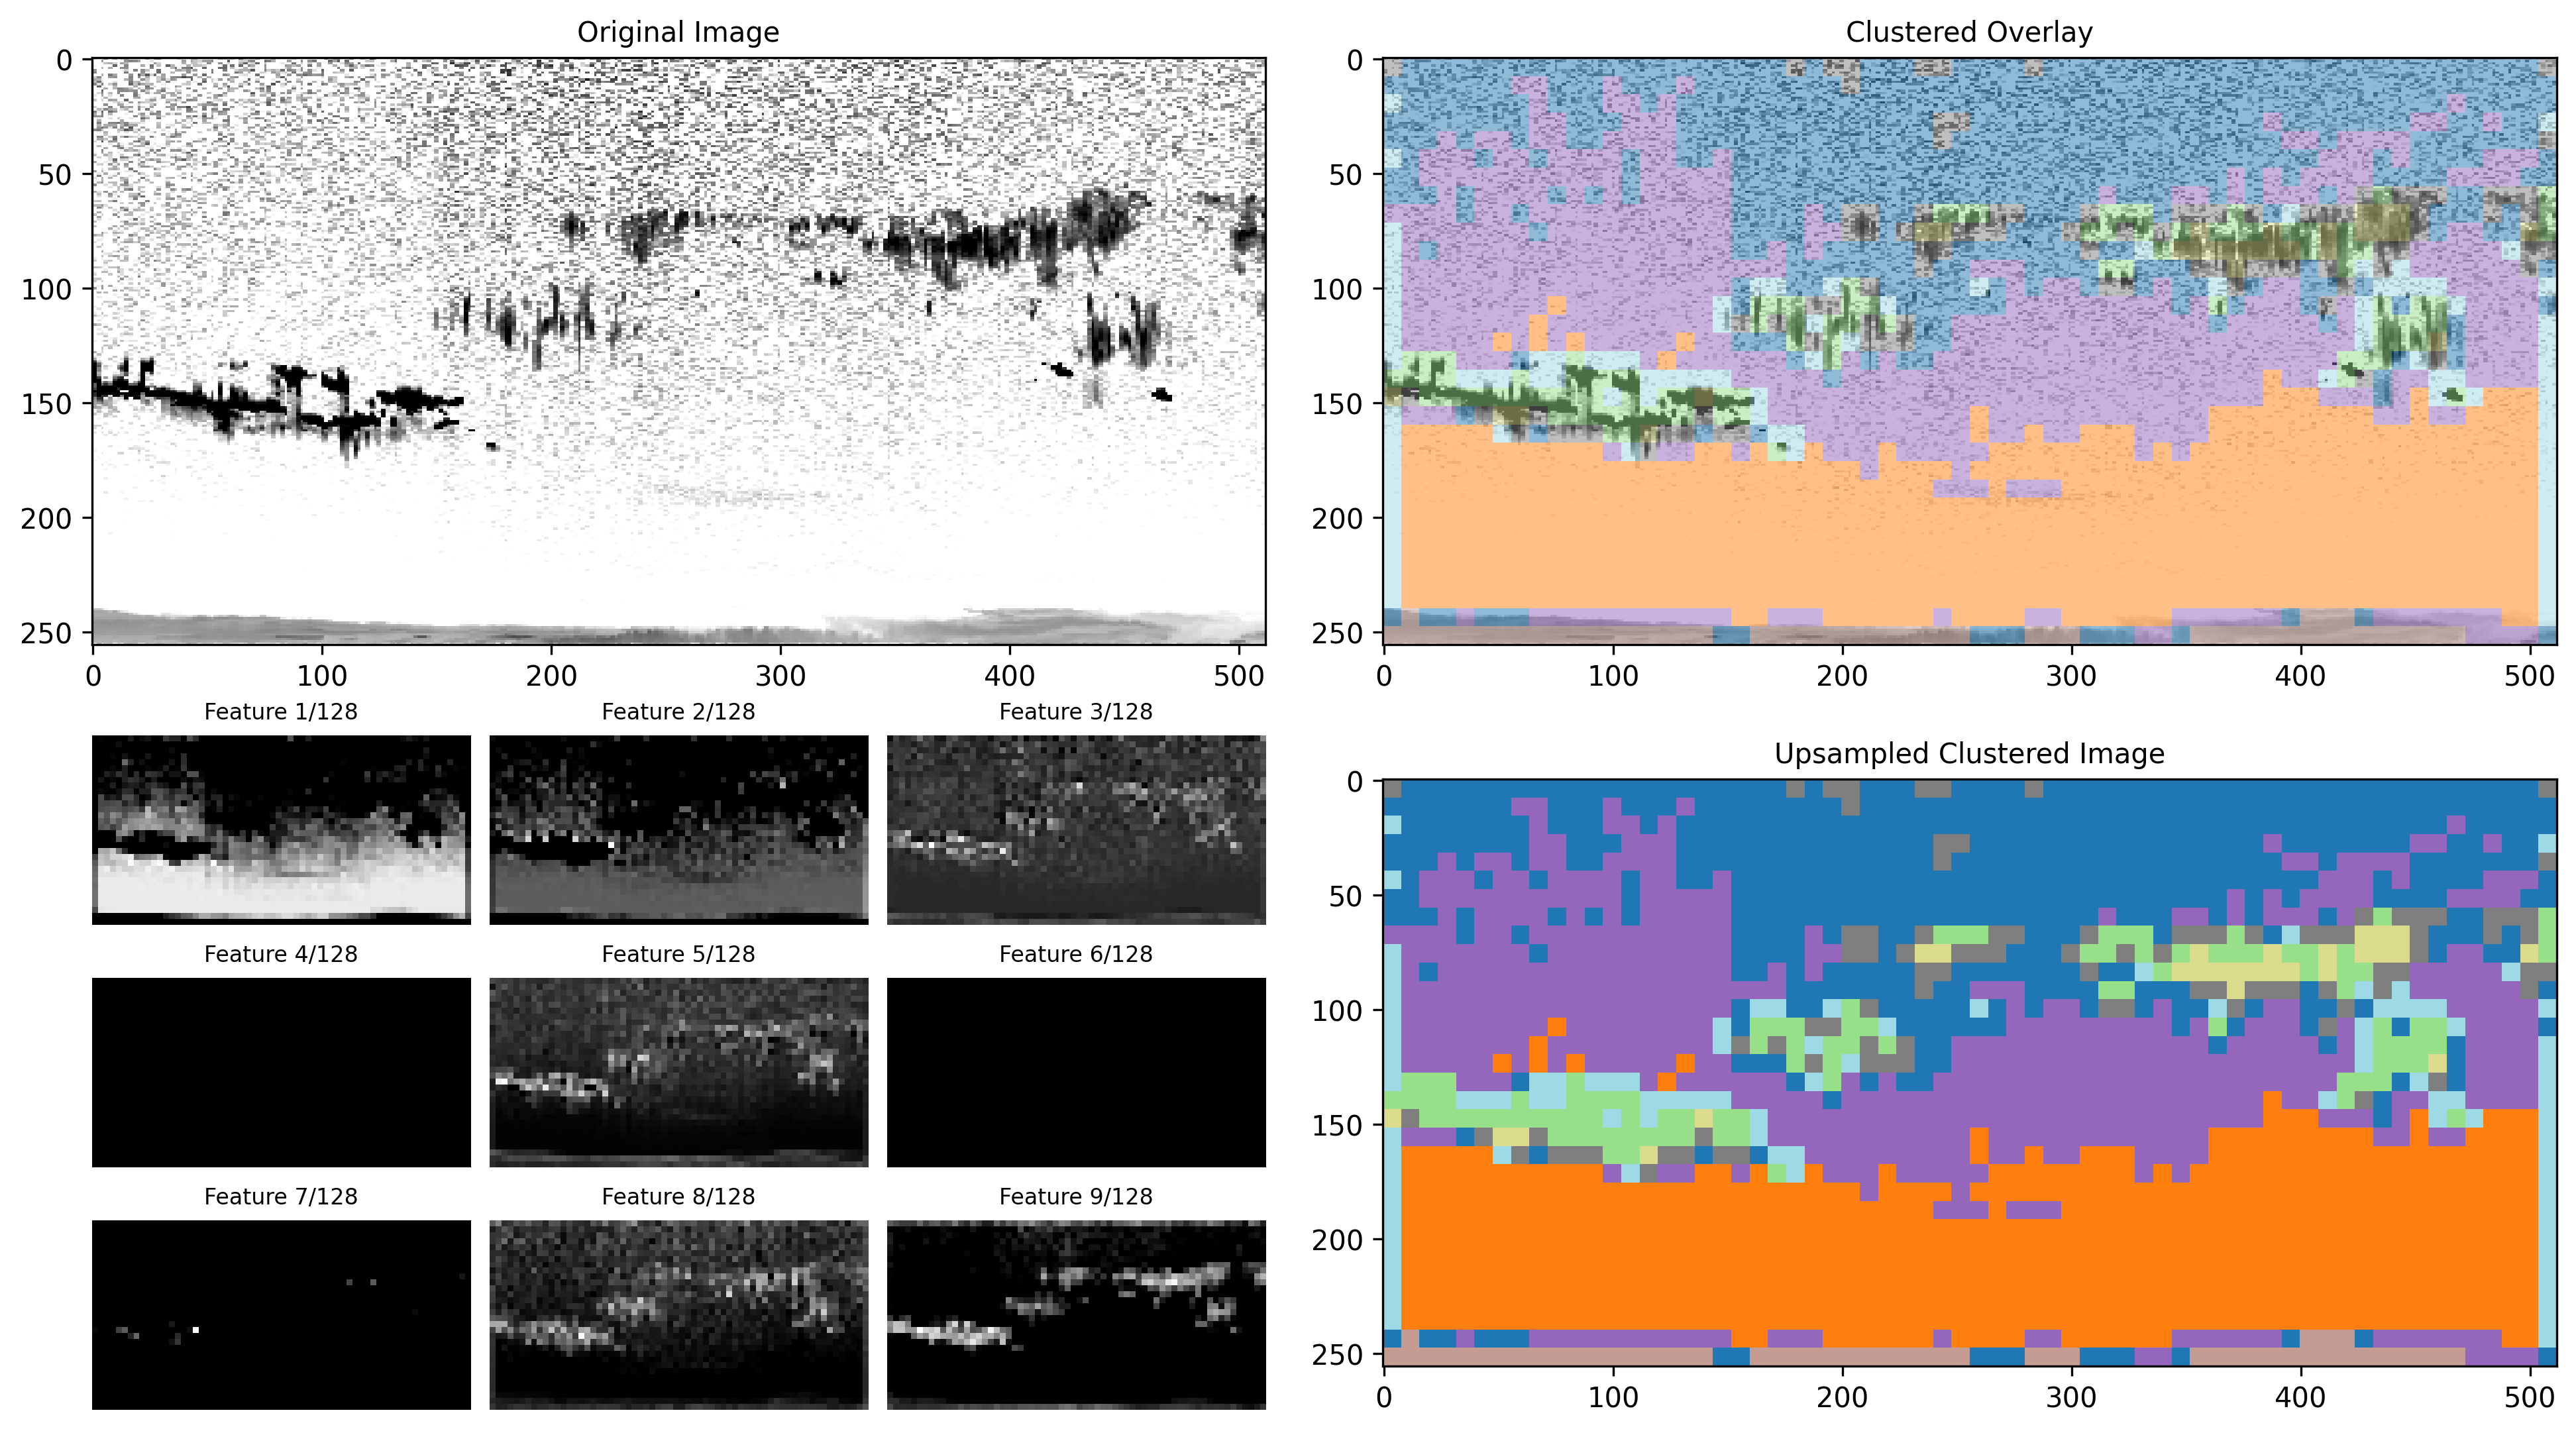 Original Image
0
50
100
150
200
250
0 100 200 300 400 500
Clustered Overlay
0
50
100
150
200
250
0 100 200 300 400 500
Feature 1/128 Feature 2/128 Feature 3/128
Feature 4/128 Feature 5/128 Feature 6/128
Feature 7/128 Feature 8/128 Feature 9/128
Upsampled Clustered Image
0
50
100
150
200
250
0 100 200 300 400 500